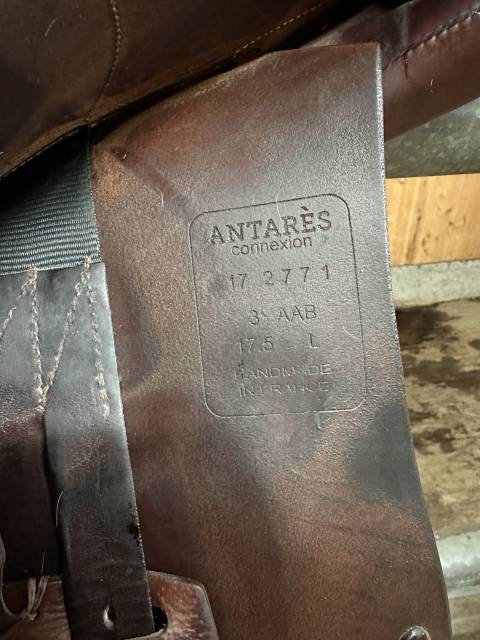 ANTARÈS
connexion
17 2771
3 AAB
17.5 L
HANDMADE
IN FRANCE